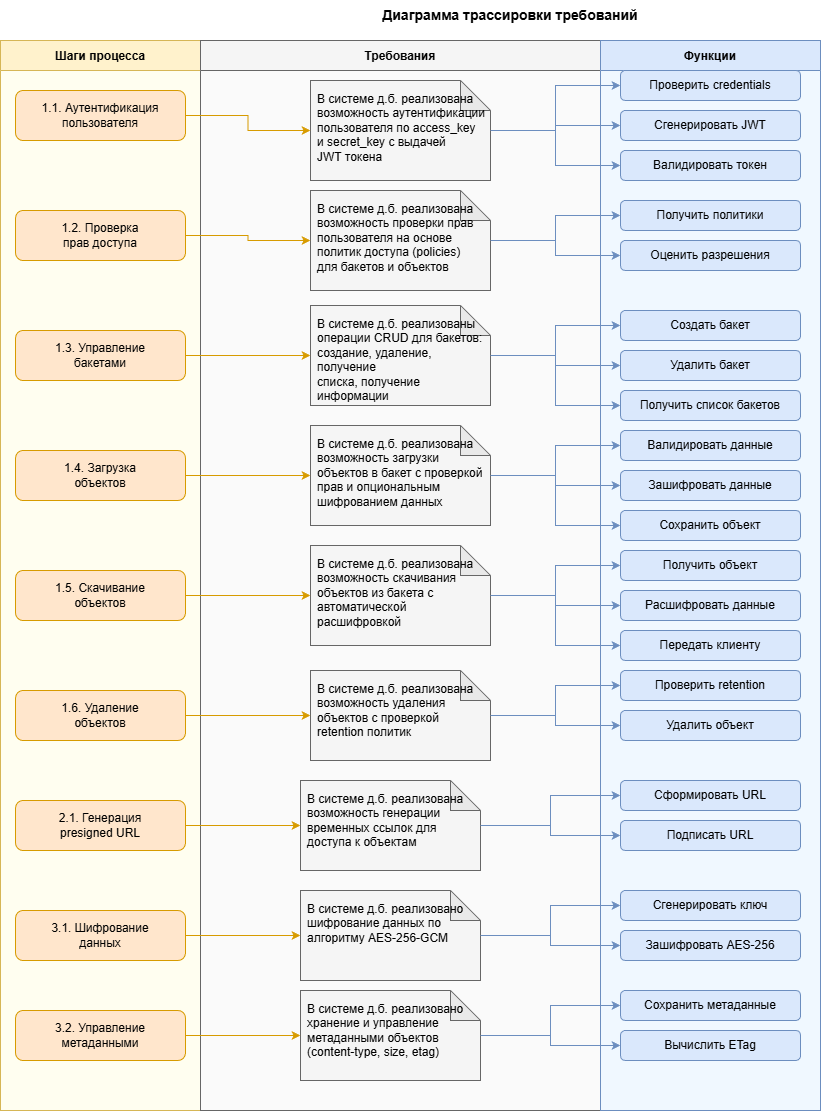 Диаграмма трассировки требований
Шаги процесса
Требования
Функции
1.1. Аутентификация
пользователя
В системе д.б. реализована
возможность аутентификации
пользователя по access_key
и secret_key с выдачей
JWT токена
Проверить credentials
Сгенерировать JWT
Валидировать токен
1.2. Проверка
прав доступа
В системе д.б. реализована
возможность проверки прав
пользователя на основе
политик доступа (policies)
для бакетов и объектов
Получить политики
Оценить разрешения
1.3. Управление
бакетами
В системе д.б. реализованы
операции CRUD для бакетов:
создание, удаление,
получение
списка, получение
информации
Создать бакет
Удалить бакет
Получить список бакетов
1.4. Загрузка
объектов
В системе д.б. реализована
возможность загрузки
объектов в бакет с проверкой
прав и опциональным
шифрованием данных
Валидировать данные
Зашифровать данные
Сохранить объект
1.5. Скачивание
объектов
В системе д.б. реализована
возможность скачивания
объектов из бакета с
автоматической
расшифровкой
Получить объект
Расшифровать данные
Передать клиенту
1.6. Удаление
объектов
В системе д.б. реализована
возможность удаления
объектов с проверкой
retention политик
Проверить retention
Удалить объект
2.1. Генерация
presigned URL
В системе д.б. реализована
возможность генерации
временных ссылок для
доступа к объектам
Сформировать URL
Подписать URL
3.1. Шифрование
данных
В системе д.б. реализовано
шифрование данных по
алгоритму AES-256-GCM
Сгенерировать ключ
Зашифровать AES-256
3.2. Управление
метаданными
В системе д.б. реализовано
хранение и управление
метаданными объектов
(content-type, size, etag)
Сохранить метаданные
Вычислить ETag